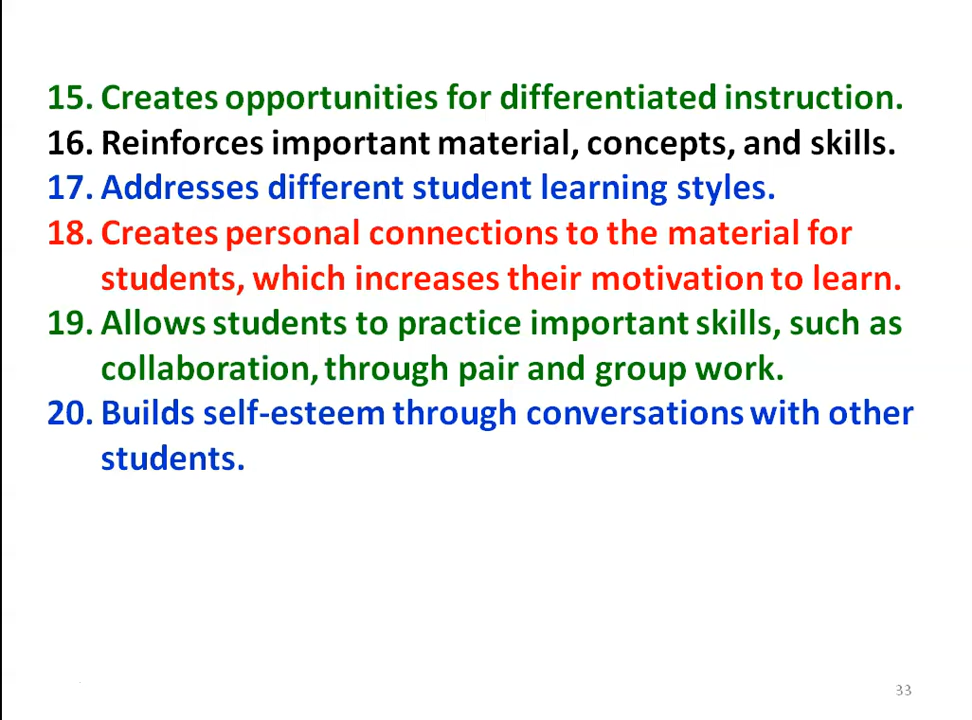 15. Creates opportunities for differentiated instruction.
16. Reinforces important material, concepts, and skills.
17. Addresses different student learning styles.
18. Creates personal connections to the material for
students, which increases their motivation to learn.
19. Allows students to practice important skills, such as
collaboration, through pair and group work.
20. Builds self-esteem through conversations with other
students.
33